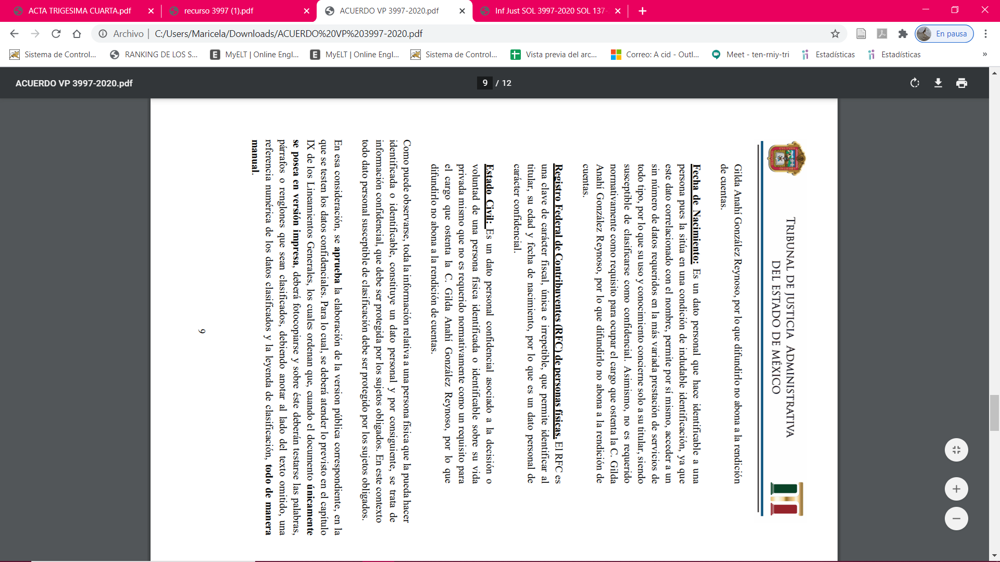 ACTA TRIGESIMA CUARTA.pdf
recurso 3997 (1).pdf
ACUERDO VP 3997-2020.pdf
Inf Just SOL 3997-2020 SOL 137-
Archivo
C:/Users/Maricela/Downloads/ACUERDO%20VP%203997-2020.pdf
En pausa
Sistema de Control...
RANKING DE LOS S...
MyELT | Online Engl...
MyELT | Online Engl...
Sistema de Control...
Vista previa del arc...
Correo: A cid - Outl...
Meet - ten-rniy-tri
Estadísticas
Estadísticas
»
ACUERDO VP 3997-2020.pdf
9 / 12
TRIBUNAL DE JUSTICIA ADMINISTRATIVA
DEL ESTADO DE MÉXICO
Gilda Anahí González Reynoso, por lo que difundirlo no abona a la rendición
de cuentas.
Fecha de Nacimiento: Es un dato personal que hace identificable a una
persona pues la sitúa en una condición de indudable identificación, ya que
este dato correlacionado con el nombre, permite por sí mismo, acceder a un
sin número de datos requeridos en la más variada prestación de servicios de
todo tipo, por lo que su uso y conocimiento concierne solo a su titular, siendo
susceptible de clasificarse como confidencial. Asimismo, no es requerido
normativamente como requisito para ocupar el cargo que ostenta la C. Gilda
Anahí González Reynoso, por lo que difundirlo no abona a la rendición de
cuentas.
Registro Federal de Contribuyentes (RFC) de personas físicas. El RFC es
una clave de carácter fiscal, única e irrepetible, que permite identificar al
titular, su edad y fecha de nacimiento, por lo que es un dato personal de
carácter confidencial.
Estado Civil: Es un dato personal confidencial asociado a la decisión o
voluntad de una persona física identificada o identificable sobre su vida
privada mismo que no es requerido normativamente como un requisito para
el cargo que ostenta la C. Gilda Anahí González Reynoso, por lo que
difundirlo no abona a la rendición de cuentas.
Como puede observarse, toda la información relativa a una persona física que la pueda hacer
identificada o identificable, constituye un dato personal y por consiguiente, se trata de
información confidencial, que debe ser protegida por los sujetos obligados. En este contexto
todo dato personal susceptible de clasificación debe ser protegido por los sujetos obligados.
En esa consideración, se aprueba la elaboración de la version pública correspondiente, en la
que se testen los datos confidenciales. Para lo cual, se deberá atender lo previsto en el capítulo
IX de los Lineamientos Generales, los cuales ordenan que, cuando el documento únicamente
se posea en versión impresa, deberá fotocopiarse y sobre éste deberán testarse las palabras,
párrafos o renglones que sean clasificados, debiendo anotar al lado del texto omitido, una
referencia numérica de los datos clasificados y la leyenda de clasificación, todo de manera
manual.
9